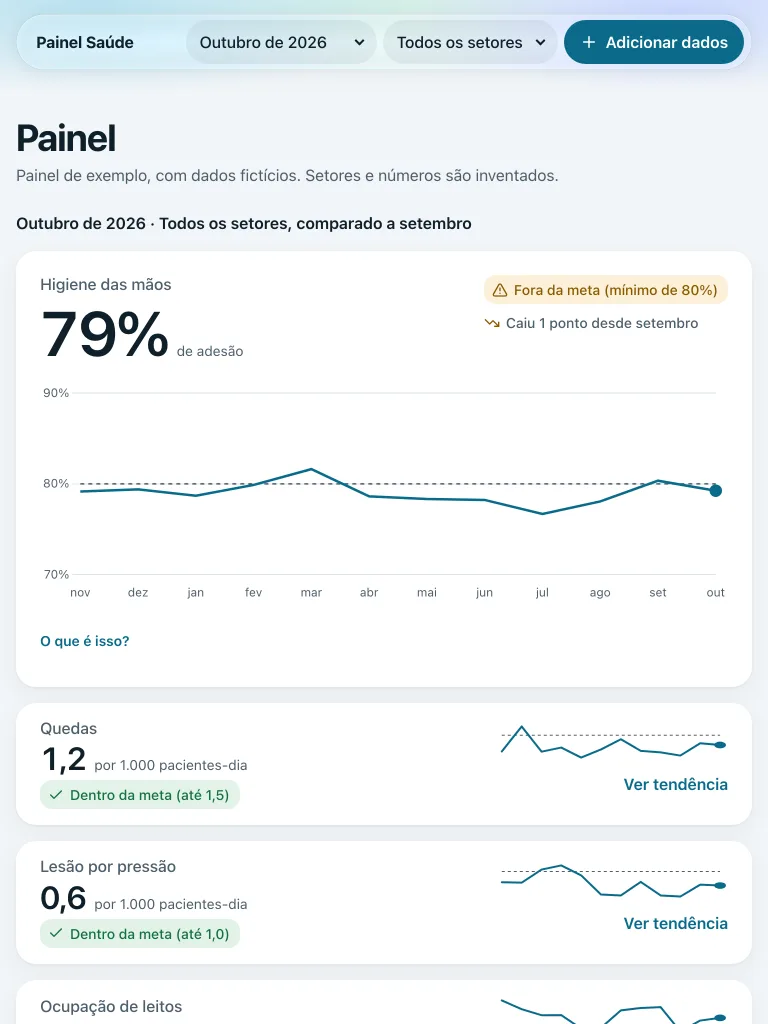 Painel Saúde
Outubro de 2026
Todos os setores
+ Adicionar dados
Painel
Painel de exemplo, com dados fictícios. Setores e números são inventados.
Outubro de 2026 · Todos os setores, comparado a setembro
Higiene das mãos
79% de adesão
Fora da meta (mínimo de 80%)
Caiu 1 ponto desde setembro
90%
80%
70%
nov dez jan fev mar abr mai jun jul ago set out
O que é isso?
Quedas
1,2 por 1.000 pacientes-dia
Dentro da meta (até 1,5)
Ver tendência
Lesão por pressão
0,6 por 1.000 pacientes-dia
Dentro da meta (até 1,0)
Ver tendência
Ocupação de leitos